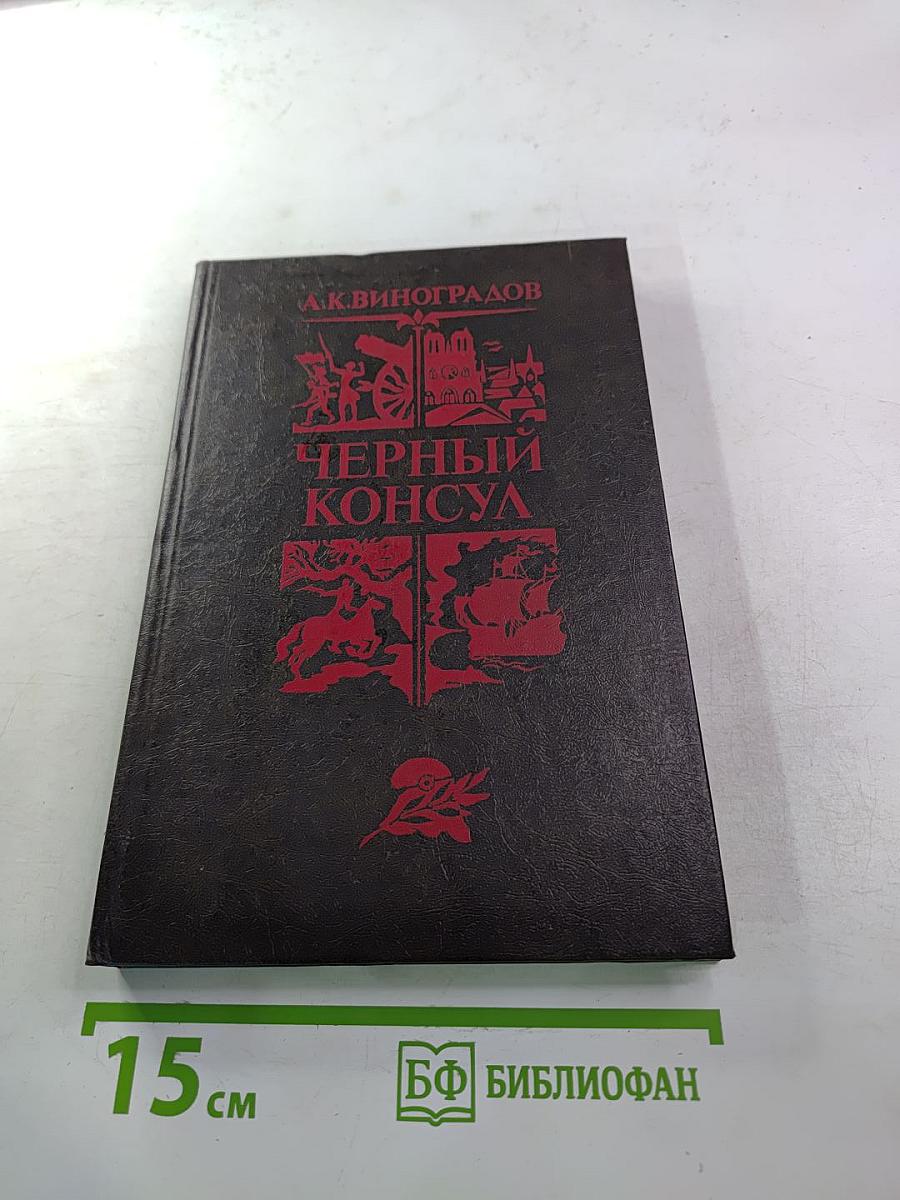 А.К.ВИНОГРАДОВ
ЧЕРНЫЙ
КОНСУЛ
15 см
БФ БИБЛИОФАН